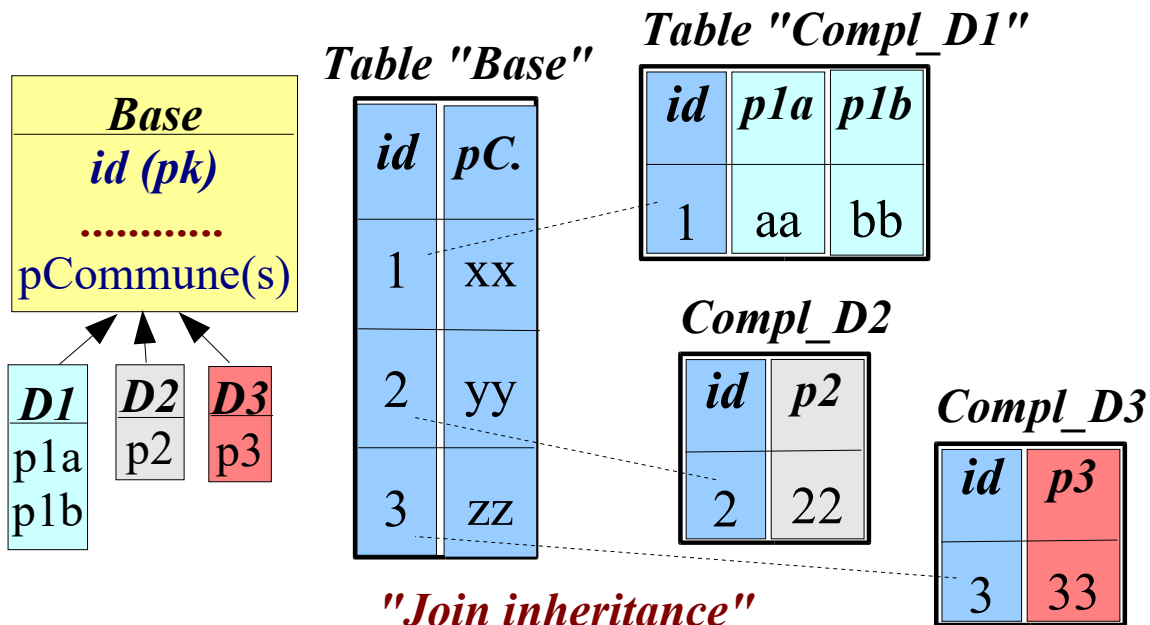 Base
id (pk)
............
pCommune(s)
D1
p1a
p1b
D2
p2
D3
p3
Table "Base"
id pC.
1 xx
2 yy
3 zz
Table "Compl_D1"
id p1a p1b
1 aa bb
Compl_D2
id p2
2 22
Compl_D3
id p3
3 33
"Join inheritance"